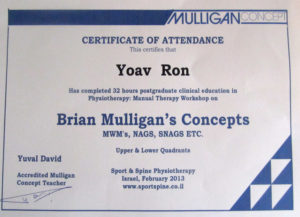 MULLIGAN CONCEPT
CERTIFICATE OF ATTENDANCE
This certifies that
Yoav Ron
Has completed 32 hours postgraduate clinical education in
Physiotherapy: Manual Therapy Workshop on
Brian Mulligan's Concepts
MWM's, NAGS, SNAGS ETC.
Upper & Lower Quadrants
Yuval David
Accredited Mulligan
Concept Teacher
Sport & Spine Physiotherapy
Israel, February 2013
www.sportspine.co.il